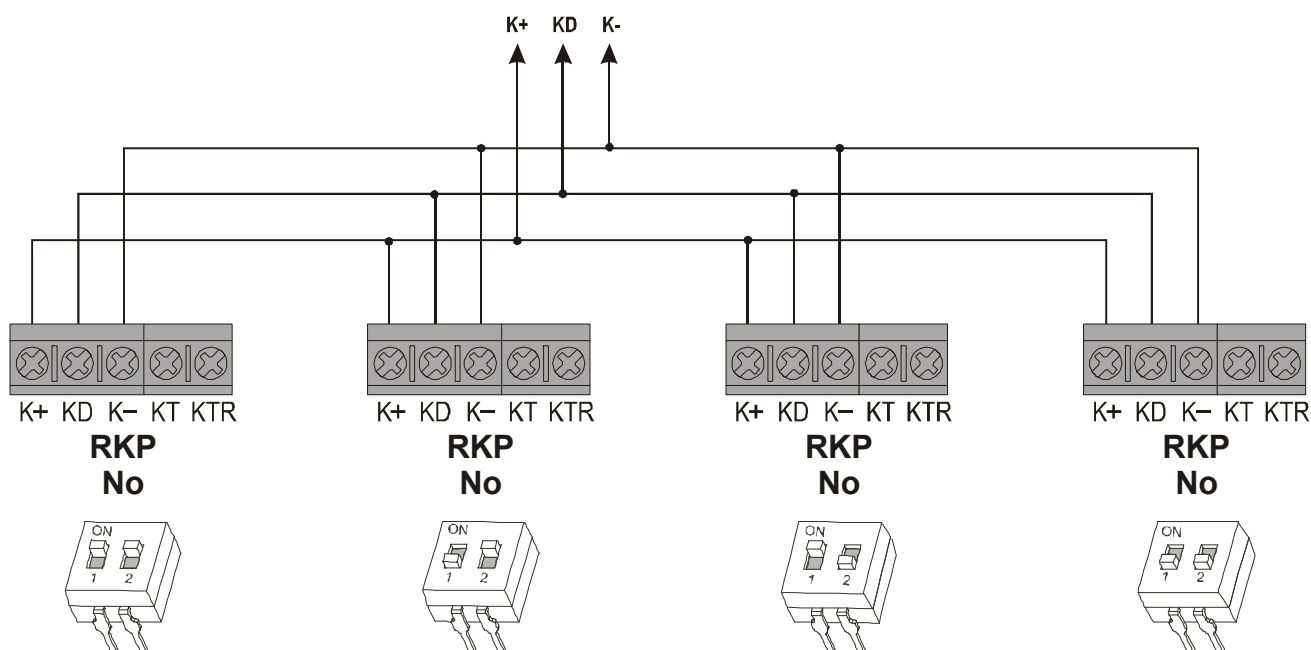 K+ KD K-
K+ KD K– KT KTR
RKP
No
ON
1 2
K+ KD K– KT KTR
RKP
No
ON
1 2
K+ KD K– KT KTR
RKP
No
ON
1 2
K+ KD K– KT KTR
RKP
No
ON
1 2